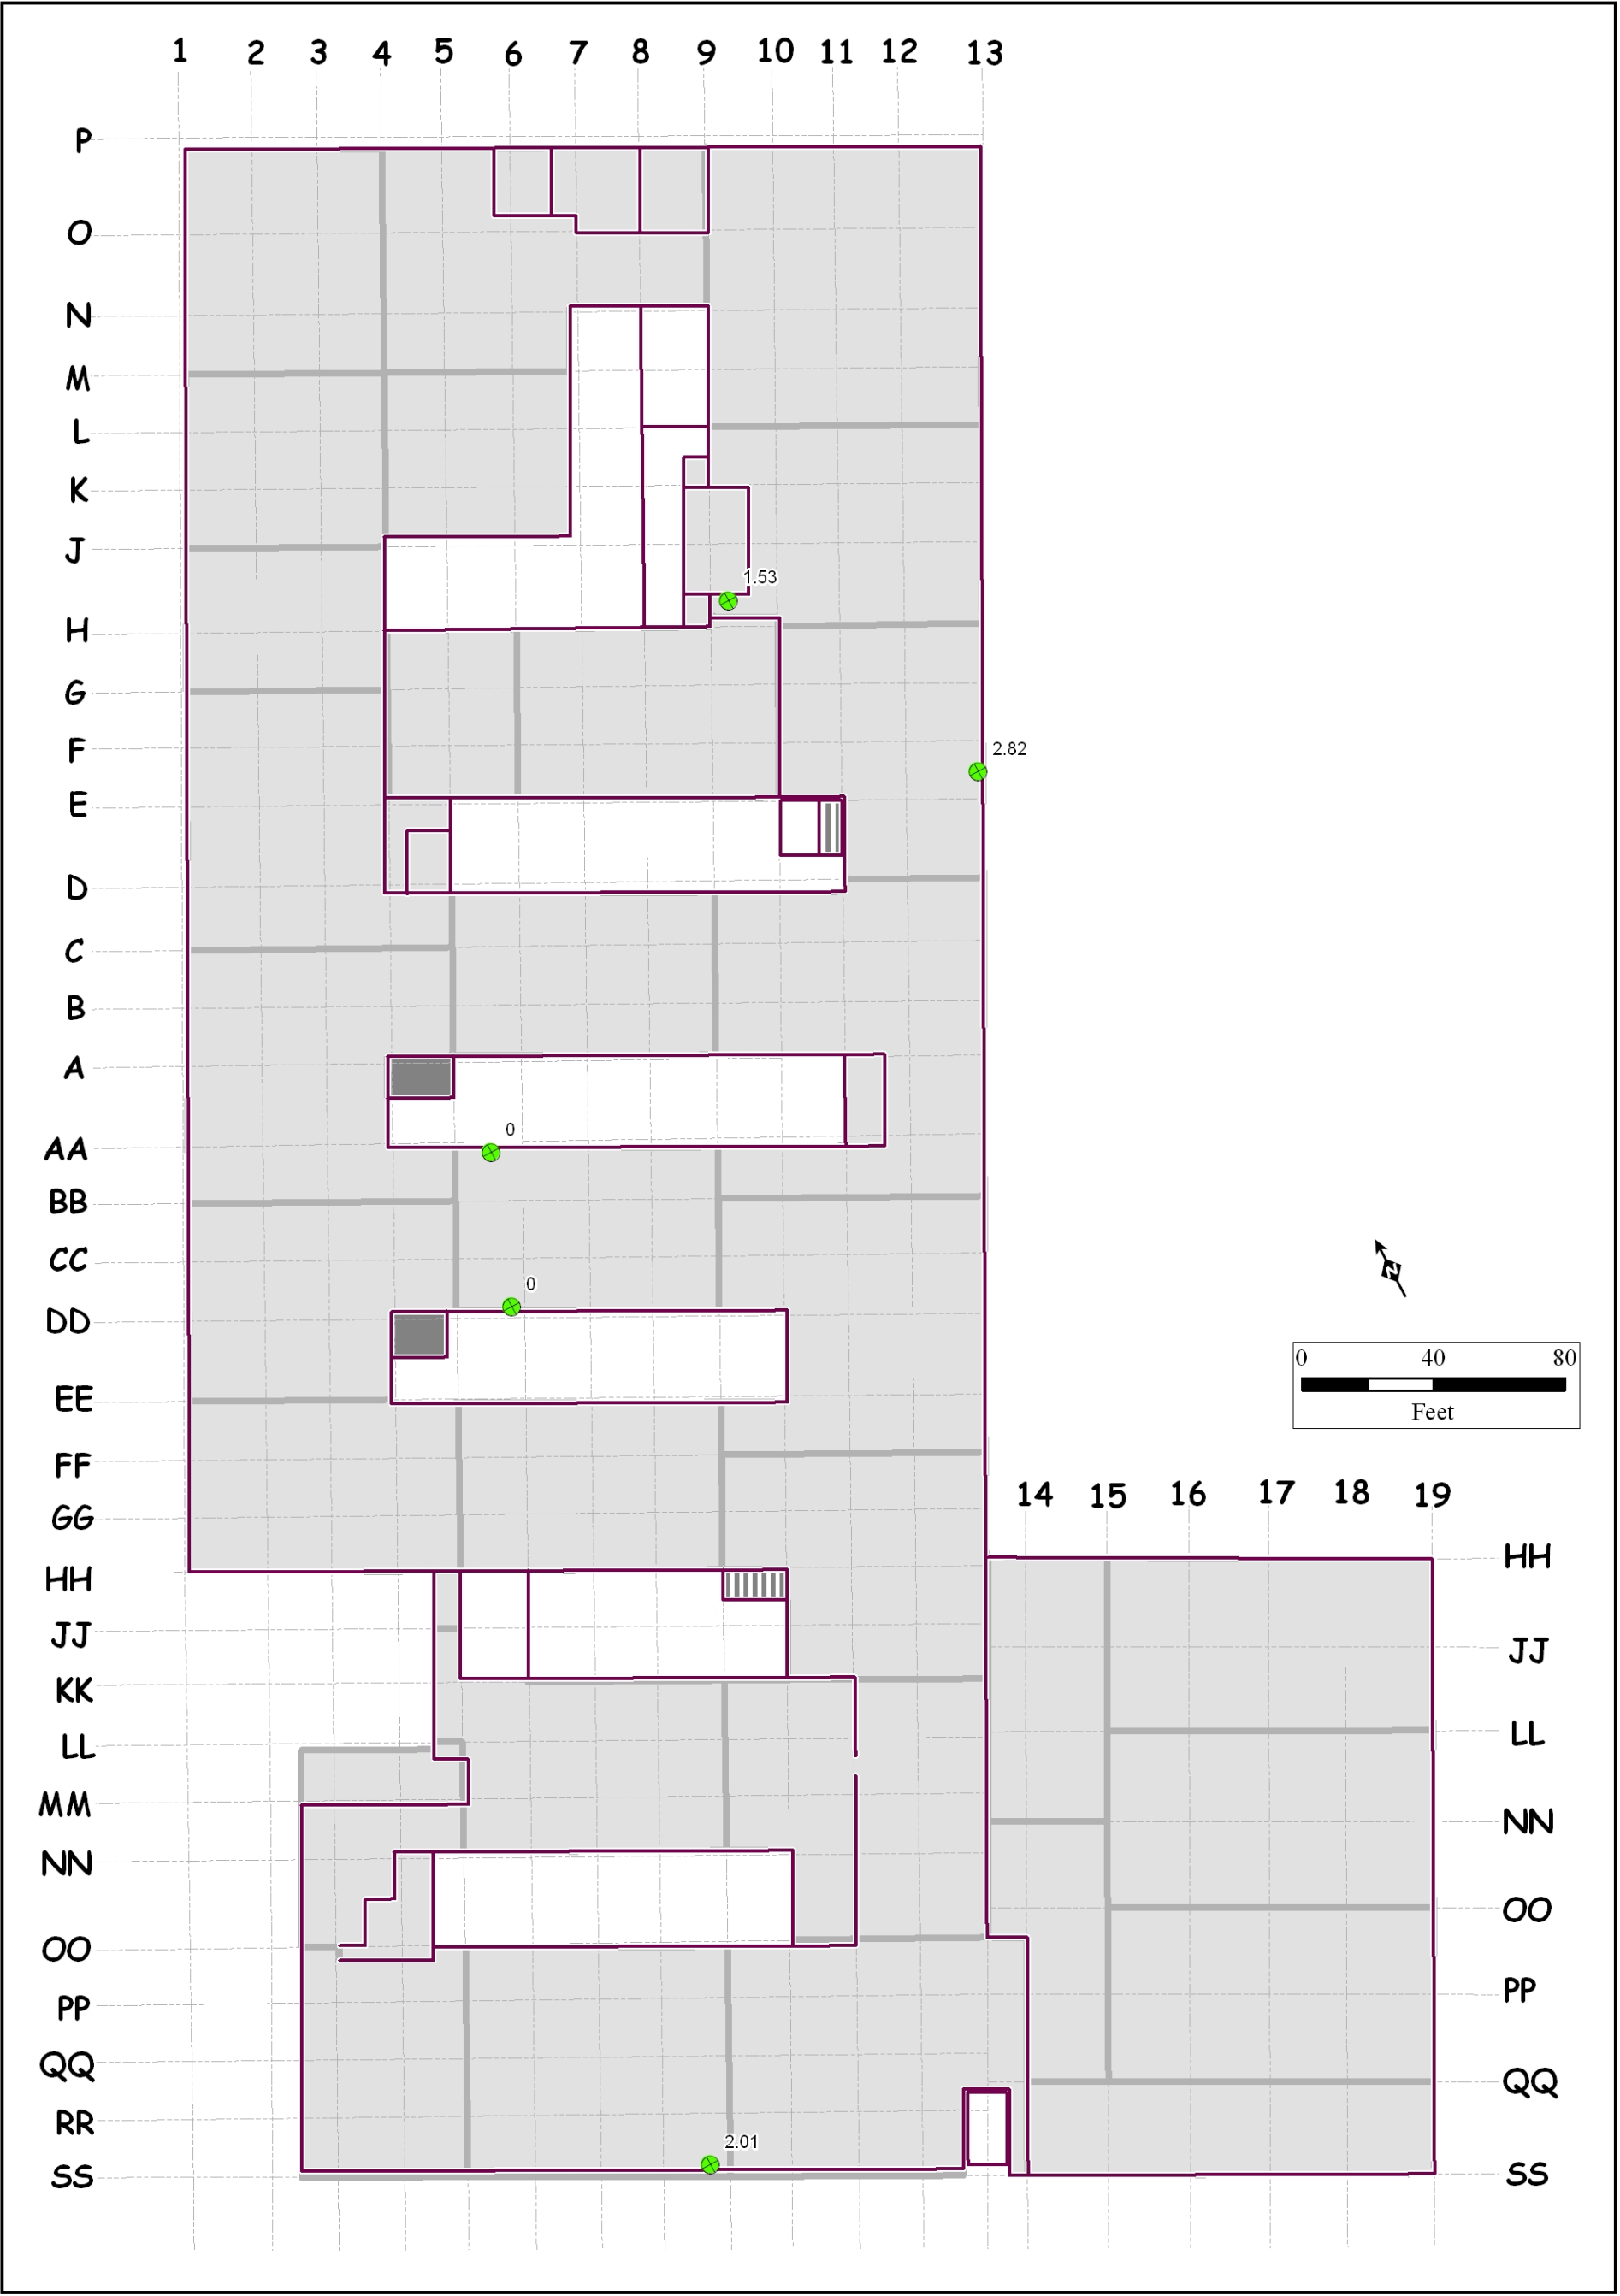 1 2 3 4 5 6 7 8 9 10 11 12 13
P
O
N
M
L
K
J
1.53
H
G
F
2.82
E
D
C
B
A
0
AA
BB
CC
0
DD
N
0 40 80
Feet
EE
FF
14 15 16 17 18 19
GG
HH HH
JJ JJ
KK
LL LL
MM
NN NN
OO OO
PP PP
QQ QQ
RR
2.01
SS SS